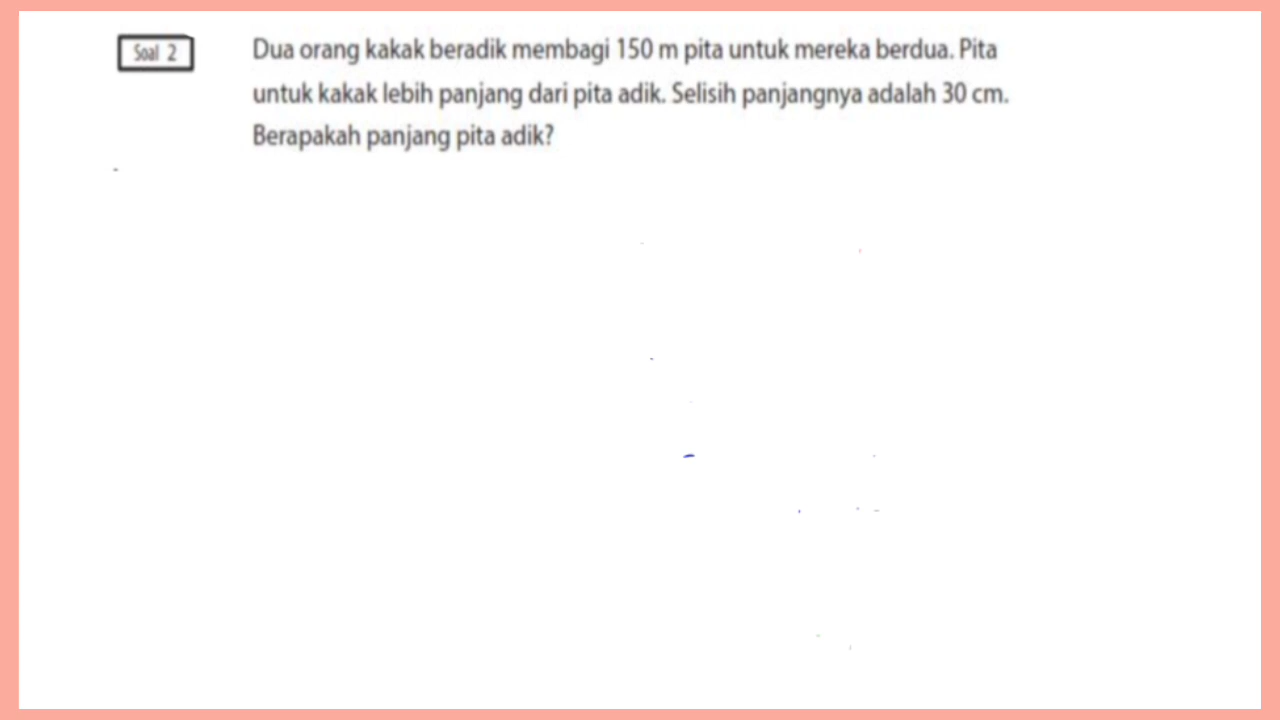 Soal 2
Dua orang kakak beradik membagi 150 m pita untuk mereka berdua. Pita
untuk kakak lebih panjang dari pita adik. Selisih panjangnya adalah 30 cm.
Berapakah panjang pita adik?